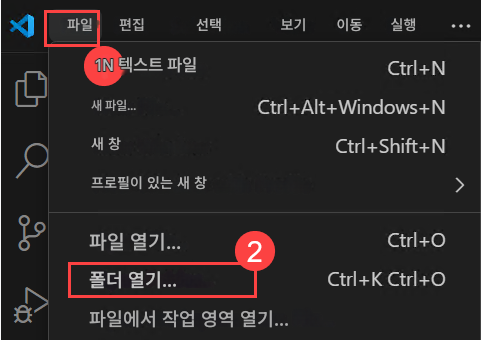 파일 편집 선택 보기 이동 실행 ...
1N 텍스트 파일 Ctrl+N
새 파일... Ctrl+Alt+Windows+N
새 창 Ctrl+Shift+N
프로필이 있는 새 창
파일 열기... Ctrl+O
2
폴더 열기... Ctrl+K Ctrl+O
파일에서 작업 영역 열기...